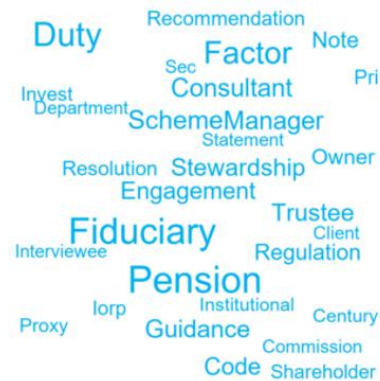 Recommendation
Duty
Note
Factor
Sec
Pri
Consultant
Invest
Department
SchemeManager
Statement
Owner
Resolution Stewardship
Engagement
Trustee
Fiduciary
Client
Interviewee
Regulation
Pension
Iorp
Institutional
Century
Proxy
Guidance
Commission
Code
Shareholder